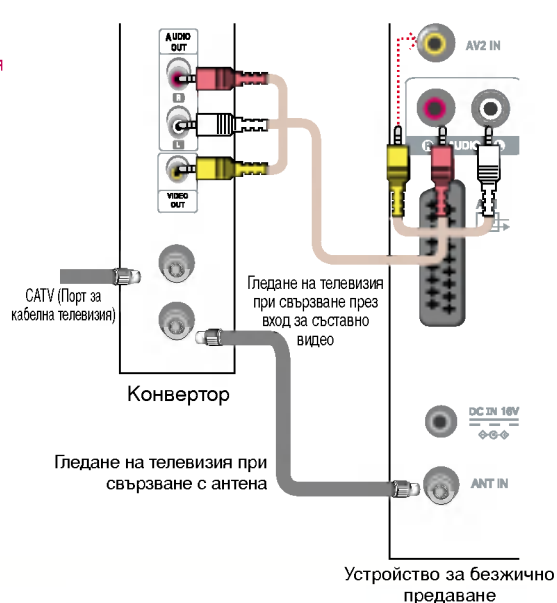 AUDIO
OUT
R
L
VIDEO
OUT
AV2 IN
R AUDIO
AV1
я
CATV (Порт за
кабелна телевизия)
Гледане на телевизия
при свързване през
вход за съставно
видео
Конвертор
DC IN 16V
Гледане на телевизия при
свързване с антена
ANT IN
Устройство за безжично
предаване